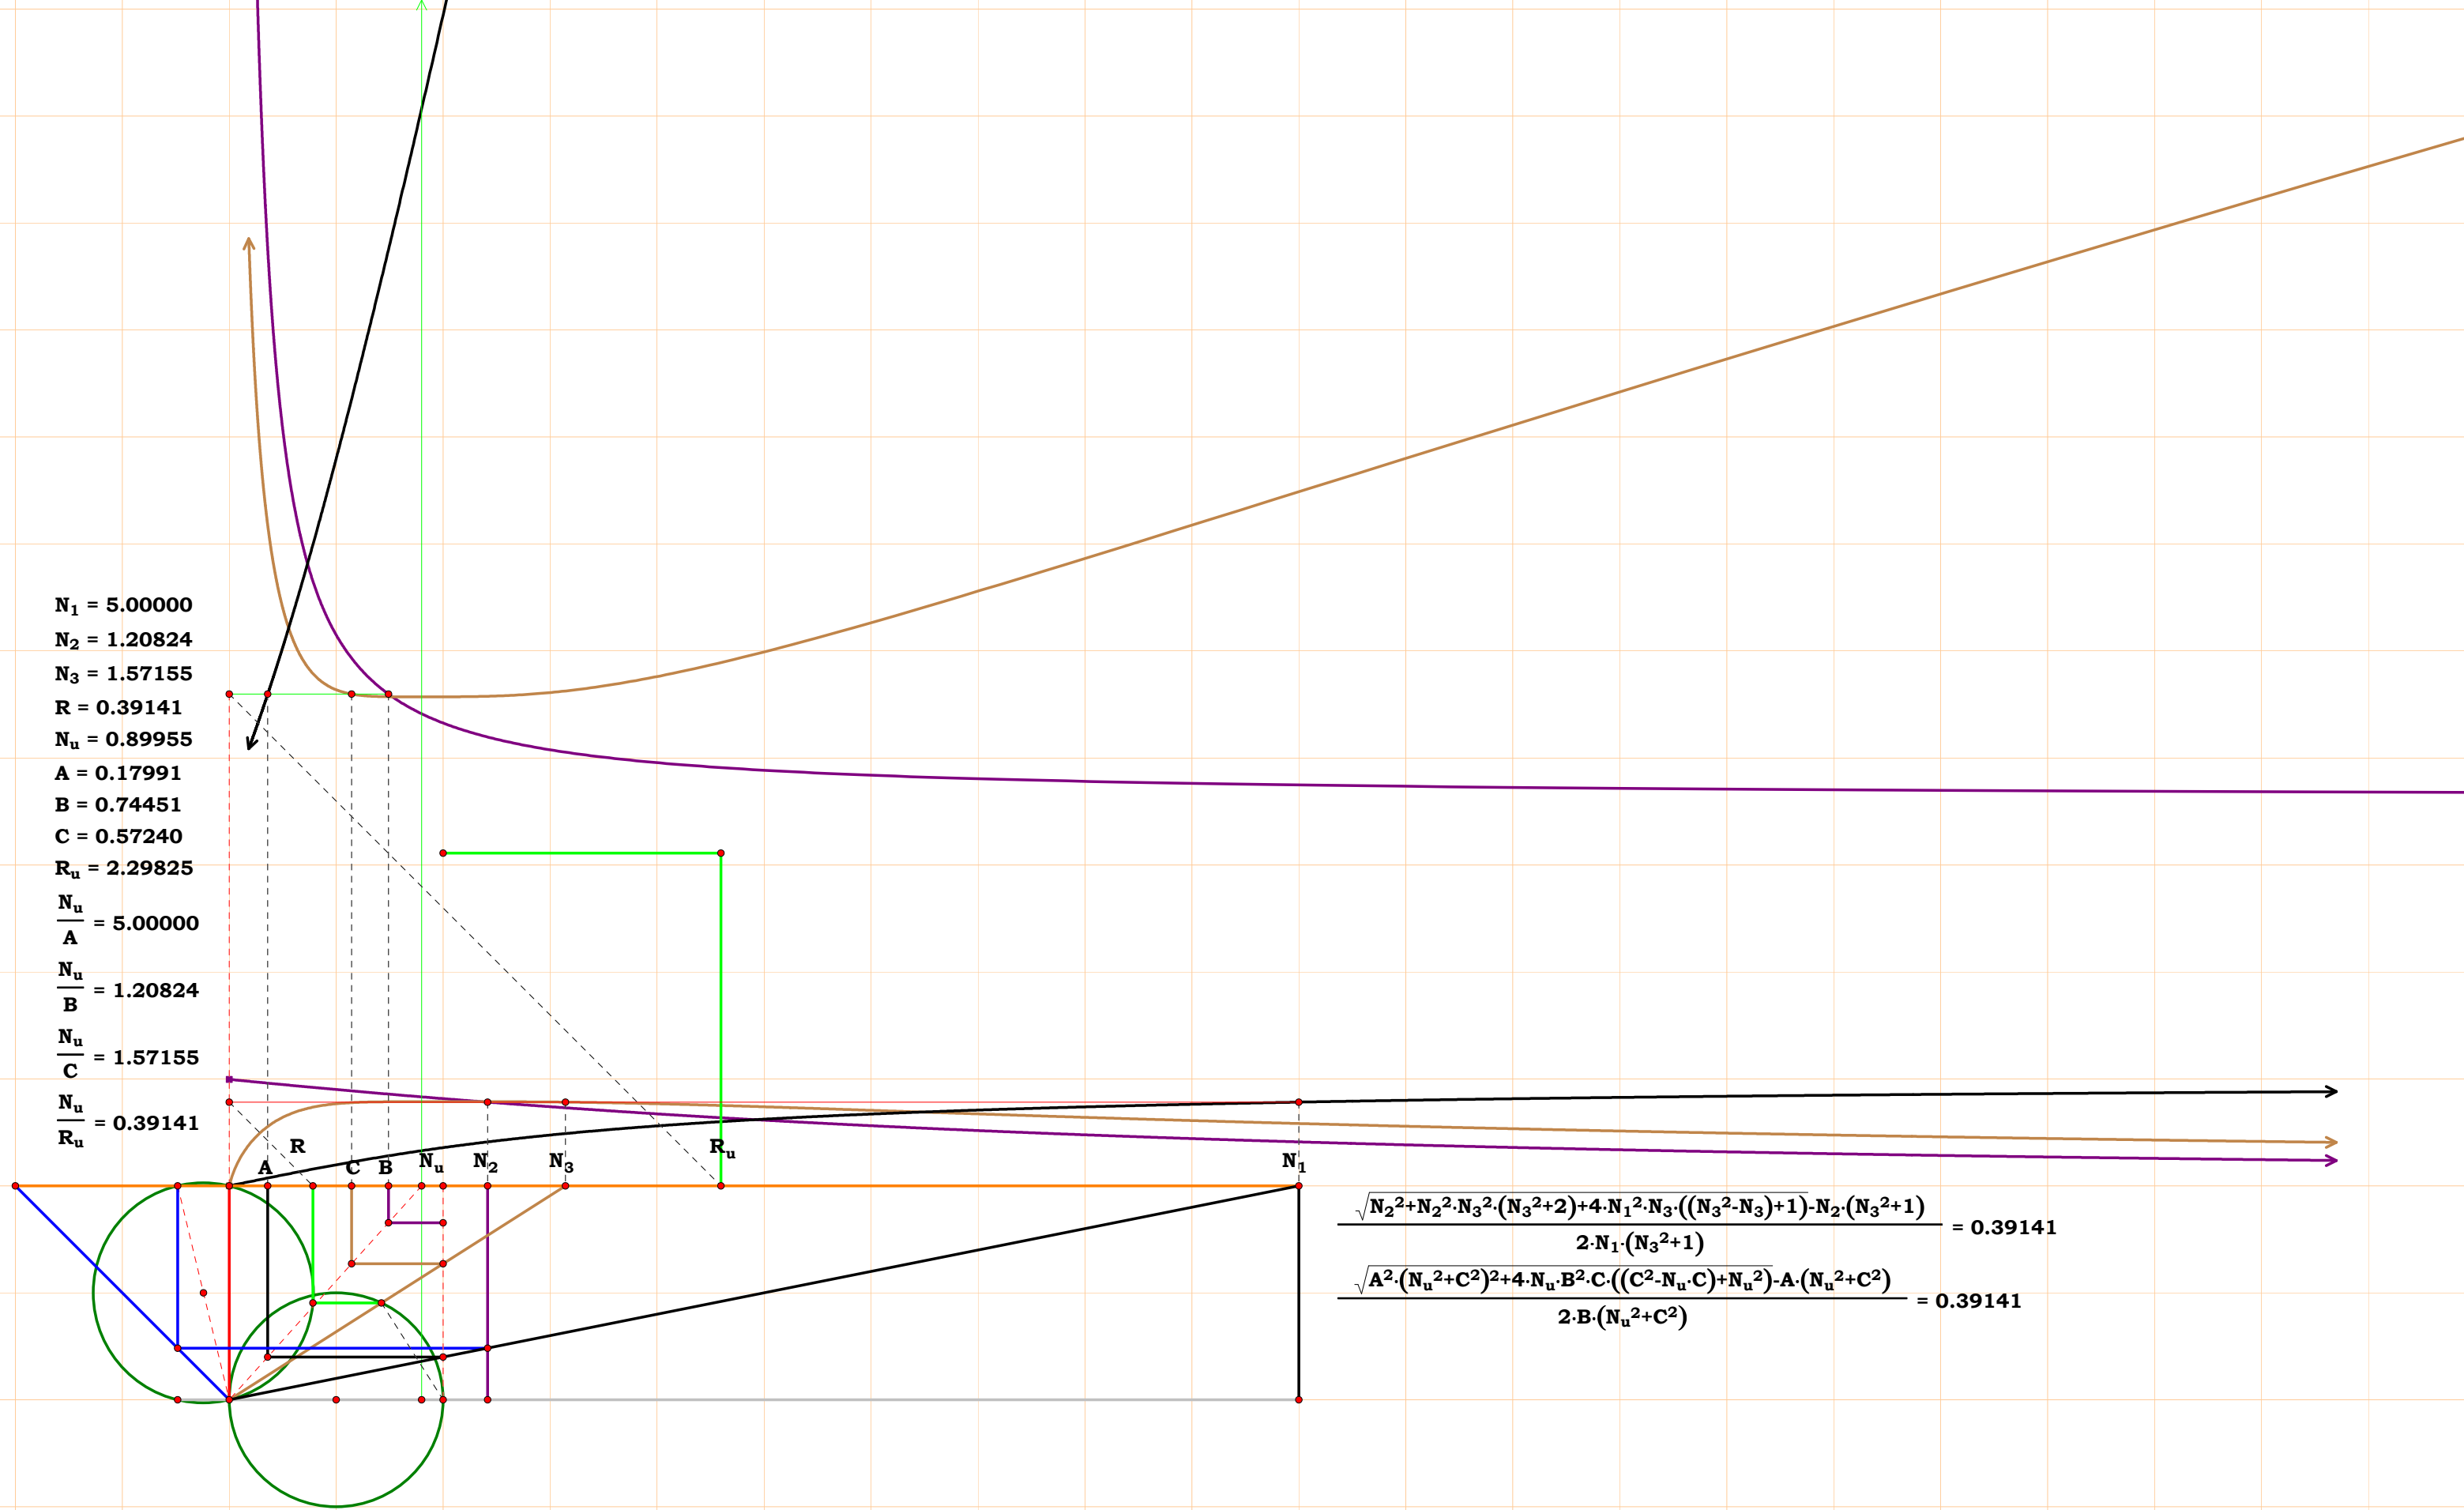 N₁ = 5.00000
N₂ = 1.20824
N₃ = 1.57155
R = 0.39141
Nᵤ = 0.89955
A = 0.17991
B = 0.74451
C = 0.57240
Rᵤ = 2.29825
Nᵤ/A = 5.00000
Nᵤ/B = 1.20824
Nᵤ/C = 1.57155
Nᵤ/Rᵤ = 0.39141
R
Rᵤ
A C B Nᵤ N₂ N₃ N₁
√N₂²+N₂²·N₃²·(N₃²+2)+4·N₁²·N₃·((N₃²-N₃)+1)-N₂·(N₃²+1)
2·N₁·(N₃²+1)
= 0.39141
√A²·(Nᵤ²+C²)²+4·Nᵤ·B²·C·((C²-Nᵤ·C)+Nᵤ²)-A·(Nᵤ²+C²)
2·B·(Nᵤ²+C²)
= 0.39141